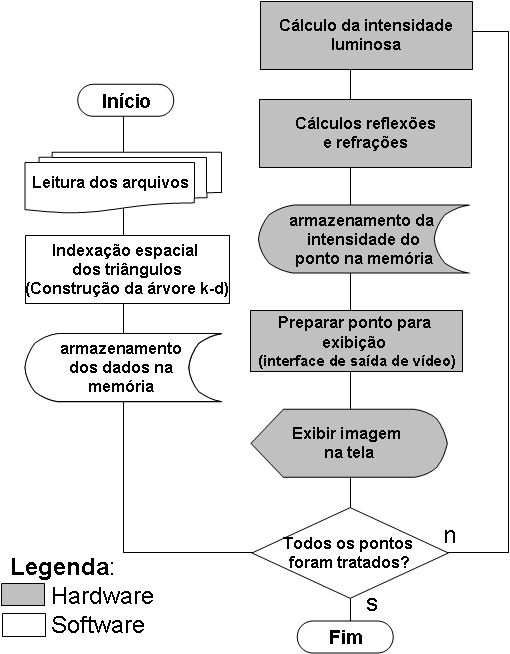 Início
Leitura dos arquivos
Indexação espacial
dos triângulos
(Construção da árvore k-d)
armazenamento
dos dados na
memória
Cálculo da intensidade
luminosa
Cálculos reflexões
e refrações
armazenamento da
intensidade do
ponto na memória
Preparar ponto para
exibição
(interface de saída de vídeo)
Exibir imagem
na tela
Todos os pontos
foram tratados?
n
s
Fim
Legenda:
Hardware
Software